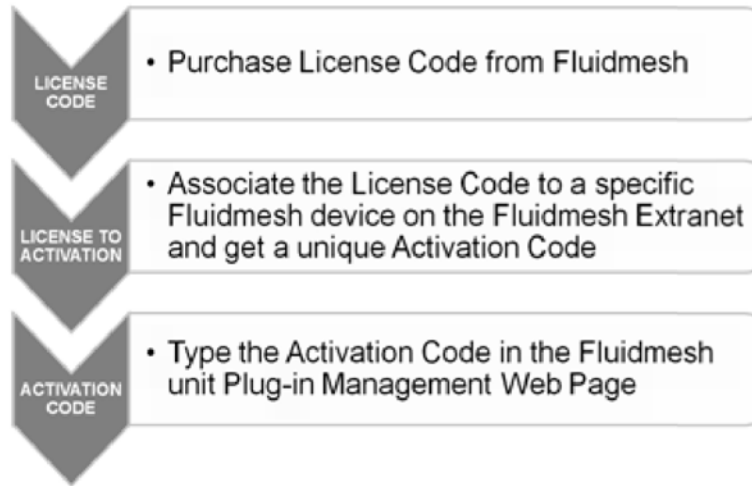 LICENSE
CODE
• Purchase License Code from Fluidmesh
LICENSE TO
ACTIVATION
• Associate the License Code to a specific
Fluidmesh device on the Fluidmesh Extranet
and get a unique Activation Code
ACTIVATION
CODE
• Type the Activation Code in the Fluidmesh
unit Plug-in Management Web Page